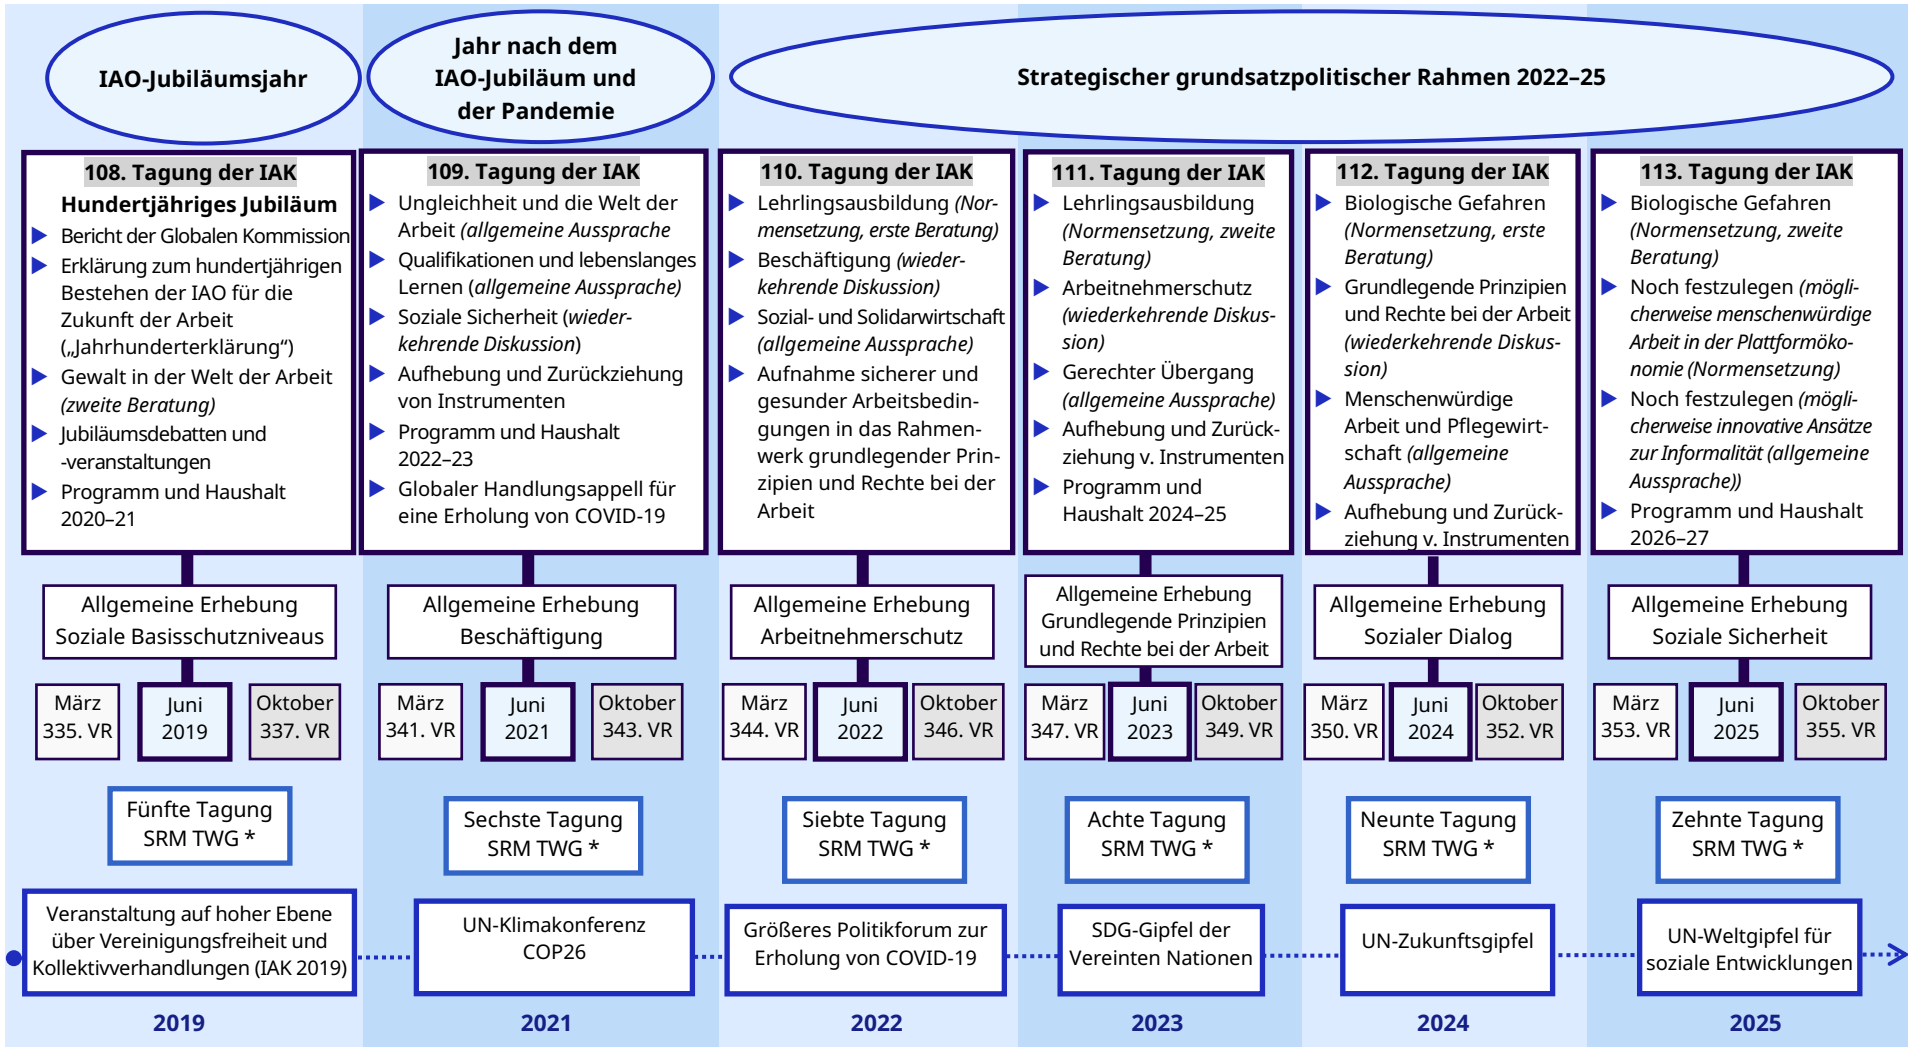 IAO-Jubiläumsjahr
Jahr nach dem
IAO-Jubiläum und
der Pandemie
Strategischer grundsatzpolitischer Rahmen 2022–25
108. Tagung der IAK
Hundertjähriges Jubiläum
Bericht der Globalen Kommission
Erklärung zum hundertjährigen
Bestehen der IAO für die
Zukunft der Arbeit
(„Jahrhunderterklärung“)
Gewalt in der Welt der Arbeit
(zweite Beratung)
Jubiläumsdebatten und
-veranstaltungen
Programm und Haushalt
2020–21
109. Tagung der IAK
Ungleichheit und die Welt der
Arbeit (allgemeine Aussprache
Qualifikationen und lebenslanges
Lernen (allgemeine Aussprache)
Soziale Sicherheit (wieder-
kehrende Diskussion)
Aufhebung und Zurückziehung
von Instrumenten
Programm und Haushalt
2022–23
Globaler Handlungsappell für
eine Erholung von COVID-19
110. Tagung der IAK
Lehrlingsausbildung (Nor-
mensetzung, erste Beratung)
Beschäftigung (wieder-
kehrende Diskussion)
Sozial- und Solidarwirtschaft
(allgemeine Aussprache)
Aufnahme sicherer und
gesunder Arbeitsbedin-
gungen in das Rahmen-
werk grundlegender Prin-
zipien und Rechte bei der
Arbeit
111. Tagung der IAK
Lehrlingsausbildung
(Normensetzung, zweite
Beratung)
Arbeitnehmerschutz
(wiederkehrende Diskus-
sion)
Gerechter Übergang
(allgemeine Aussprache)
Aufhebung und Zurück-
ziehung v. Instrumenten
Programm und
Haushalt 2024–25
112. Tagung der IAK
Biologische Gefahren
(Normensetzung, erste
Beratung)
Grundlegende Prinzipien
und Rechte bei der Arbeit
(wiederkehrende Diskus-
sion)
Menschenwürdige
Arbeit und Pflegewirt-
schaft (allgemeine
Aussprache)
Aufhebung und Zurück-
ziehung v. Instrumenten
113. Tagung der IAK
Biologische Gefahren
(Normensetzung, zweite
Beratung)
Noch festzulegen (mögli-
cherweise menschenwürdige
Arbeit in der Plattformöko-
nomie (Normensetzung)
Noch festzulegen (mögli-
cherweise innovative Ansätze
zur Informalität (allgemeine
Aussprache))
Programm und Haushalt
2026–27
Allgemeine Erhebung
Soziale Basisschutzniveaus
Allgemeine Erhebung
Beschäftigung
Allgemeine Erhebung
Arbeitnehmerschutz
Allgemeine Erhebung
Grundlegende Prinzipien
und Rechte bei der Arbeit
Allgemeine Erhebung
Sozialer Dialog
Allgemeine Erhebung
Soziale Sicherheit
März
335. VR
Juni
2019
Oktober
337. VR
März
341. VR
Juni
2021
Oktober
343. VR
März
344. VR
Juni
2022
Oktober
346. VR
März
347. VR
Juni
2023
Oktober
349. VR
März
350. VR
Juni
2024
Oktober
352. VR
März
353. VR
Juni
2025
Oktober
355. VR
Fünfte Tagung
SRM TWG *
Sechste Tagung
SRM TWG *
Siebte Tagung
SRM TWG *
Achte Tagung
SRM TWG *
Neunte Tagung
SRM TWG *
Zehnte Tagung
SRM TWG *
Veranstaltung auf hoher Ebene
über Vereinigungsfreiheit und
Kollektivverhandlungen (IAK 2019)
UN-Klimakonferenz
COP26
Größeres Politikforum zur
Erholung von COVID-19
SDG-Gipfel der
Vereinten Nationen
UN-Zukunftsgipfel
UN-Weltgipfel für
soziale Entwicklungen
2019
2021
2022
2023
2024
2025